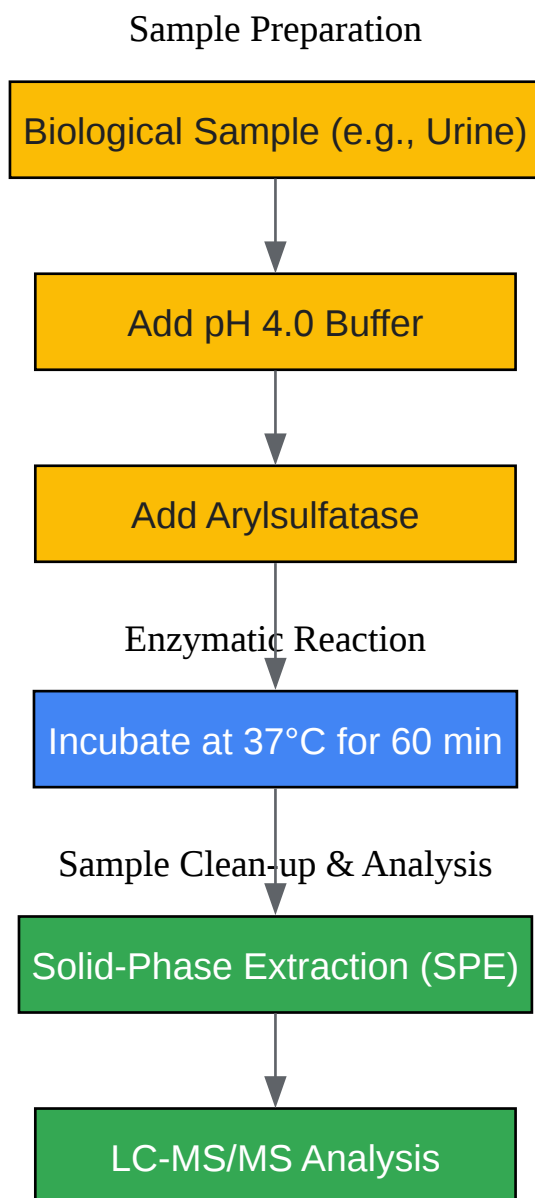 Sample Preparation
Biological Sample (e.g., Urine)
Add pH 4.0 Buffer
Add Arylsulfatase
Enzymatic Reaction
Incubate at 37°C for 60 min
Sample Clean-up & Analysis
Solid-Phase Extraction (SPE)
LC-MS/MS Analysis